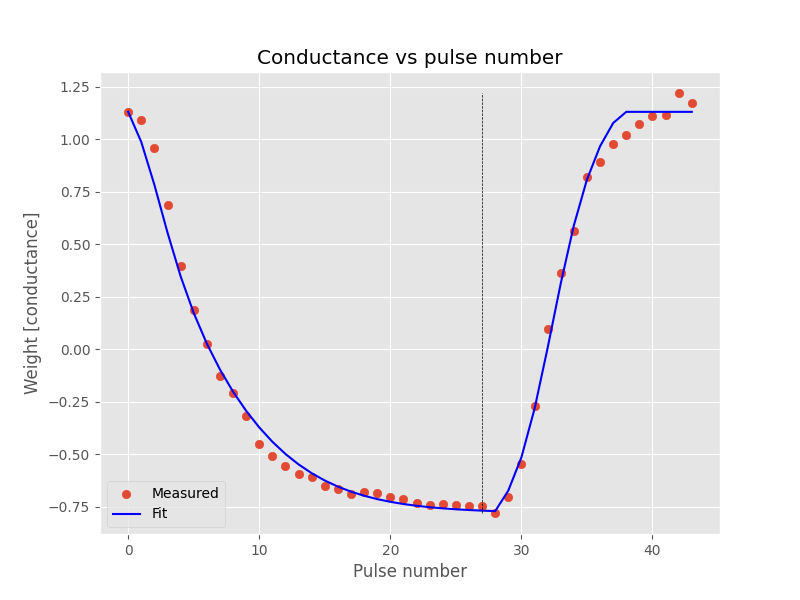 Conductance vs pulse number
Weight [conductance]
1.25
1.00
0.75
0.50
0.25
0.00
−0.25
−0.50
−0.75
Measured
Fit
0 10 20 30 40
Pulse number